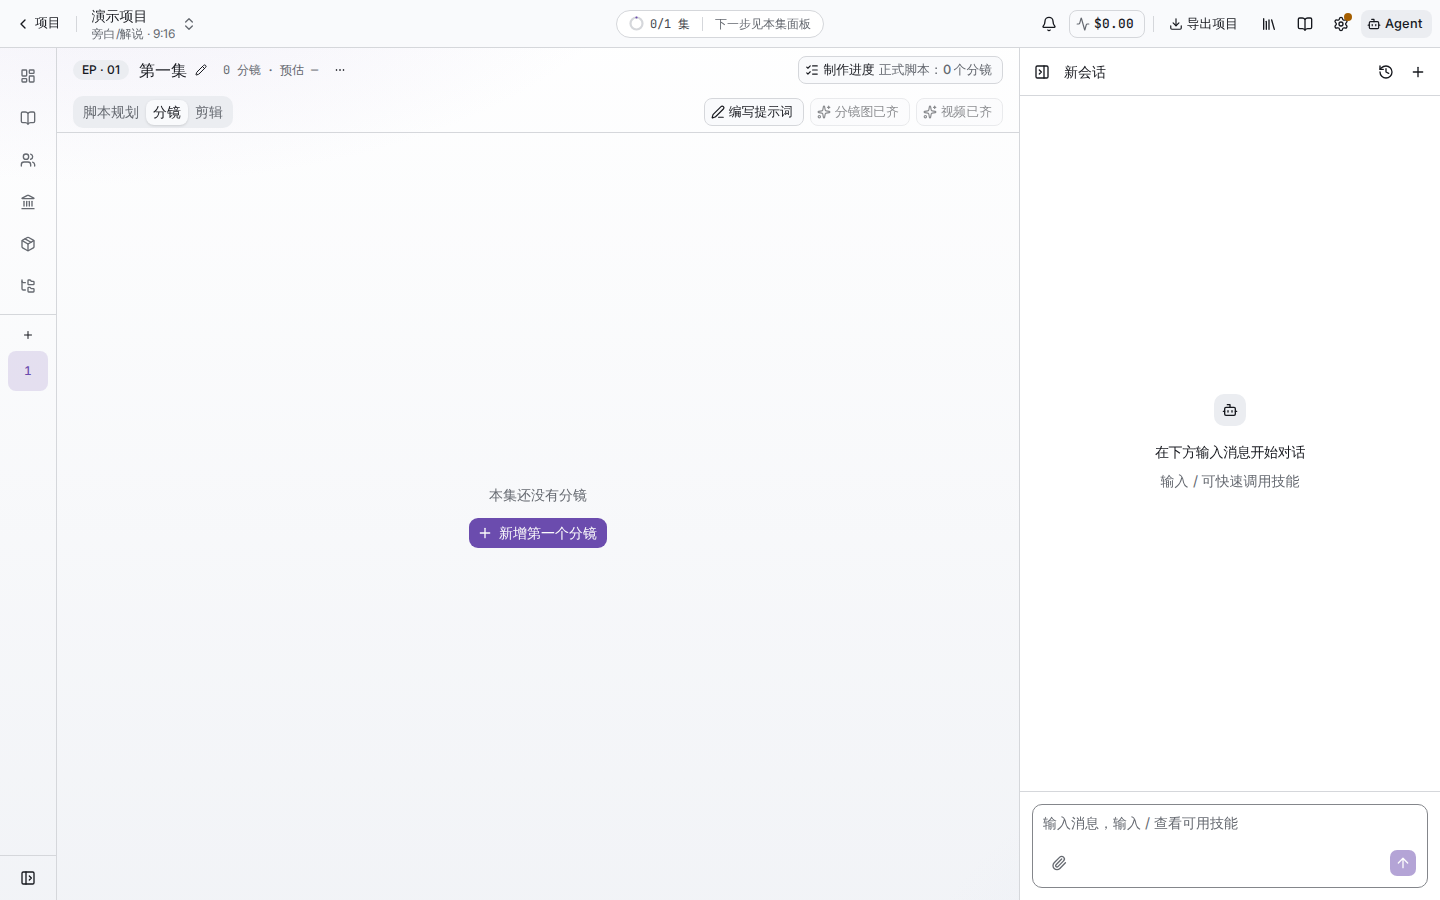 项目
演示项目
旁白/解说 · 9:16
0/1 集
下一步见本集面板
$0.00
导出项目
Agent
EP · 01
第一集
0 分镜 · 预估 —
制作进度 正式脚本：0 个分镜
脚本规划
分镜
剪辑
编写提示词
分镜图已齐
视频已齐
1
本集还没有分镜
新增第一个分镜
新会话
在下方输入消息开始对话
输入 / 可快速调用技能
输入消息，输入 / 查看可用技能